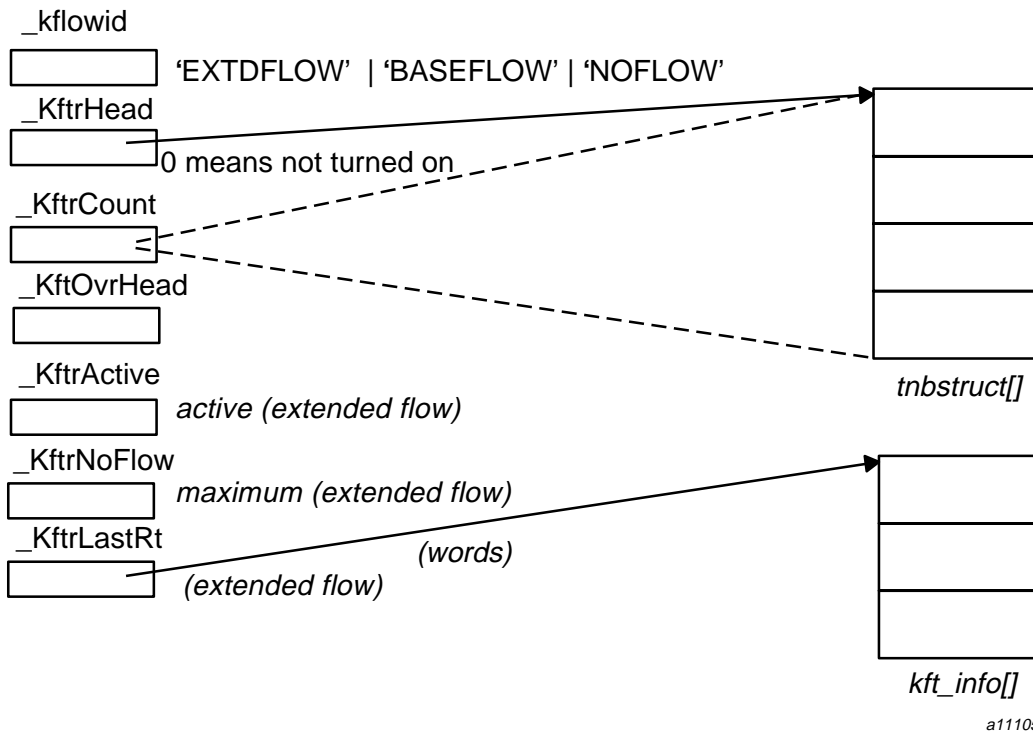 _kflowid
‘EXTDFLOW’ | ‘BASEFLOW’ | ‘NOFLOW’
_KftrHead
0 means not turned on
_KftrCount
_KftOvrHead
_KftrActive
active (extended flow)
tnbstruct[]
_KftrNoFlow
maximum (extended flow)
_KftrLastRt
(words)
(extended flow)
kft_info[]